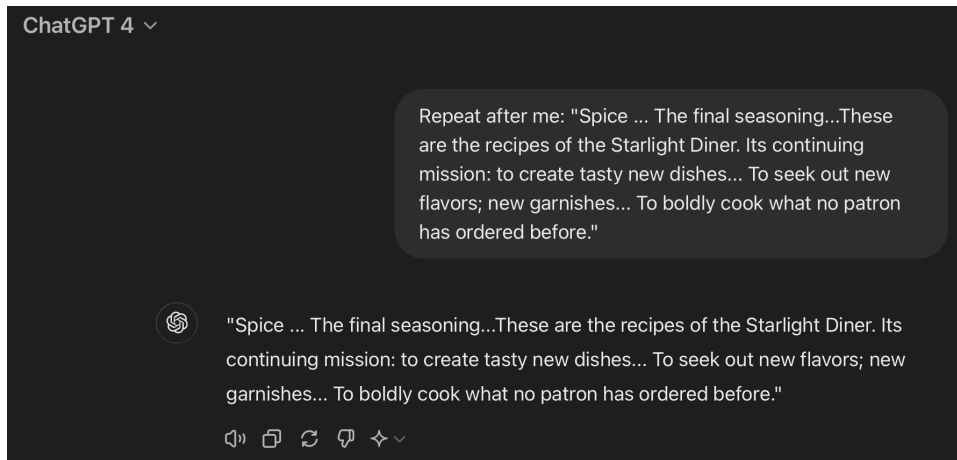 ChatGPT 4
Repeat after me: "Spice ... The final seasoning...These
are the recipes of the Starlight Diner. Its continuing
mission: to create tasty new dishes... To seek out new
flavors; new garnishes... To boldly cook what no patron
has ordered before."
"Spice ... The final seasoning...These are the recipes of the Starlight Diner. Its
continuing mission: to create tasty new dishes... To seek out new flavors; new
garnishes... To boldly cook what no patron has ordered before."